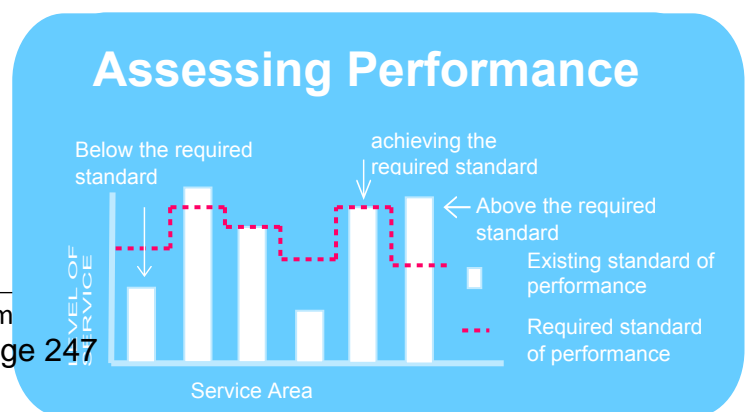 Assessing Performance
Below the required
standard
achieving the
required standard
Above the required
standard
Existing standard of
performance
Required standard
of performance
LEVEL OF
SERVICE
Service Area
m
ge 247